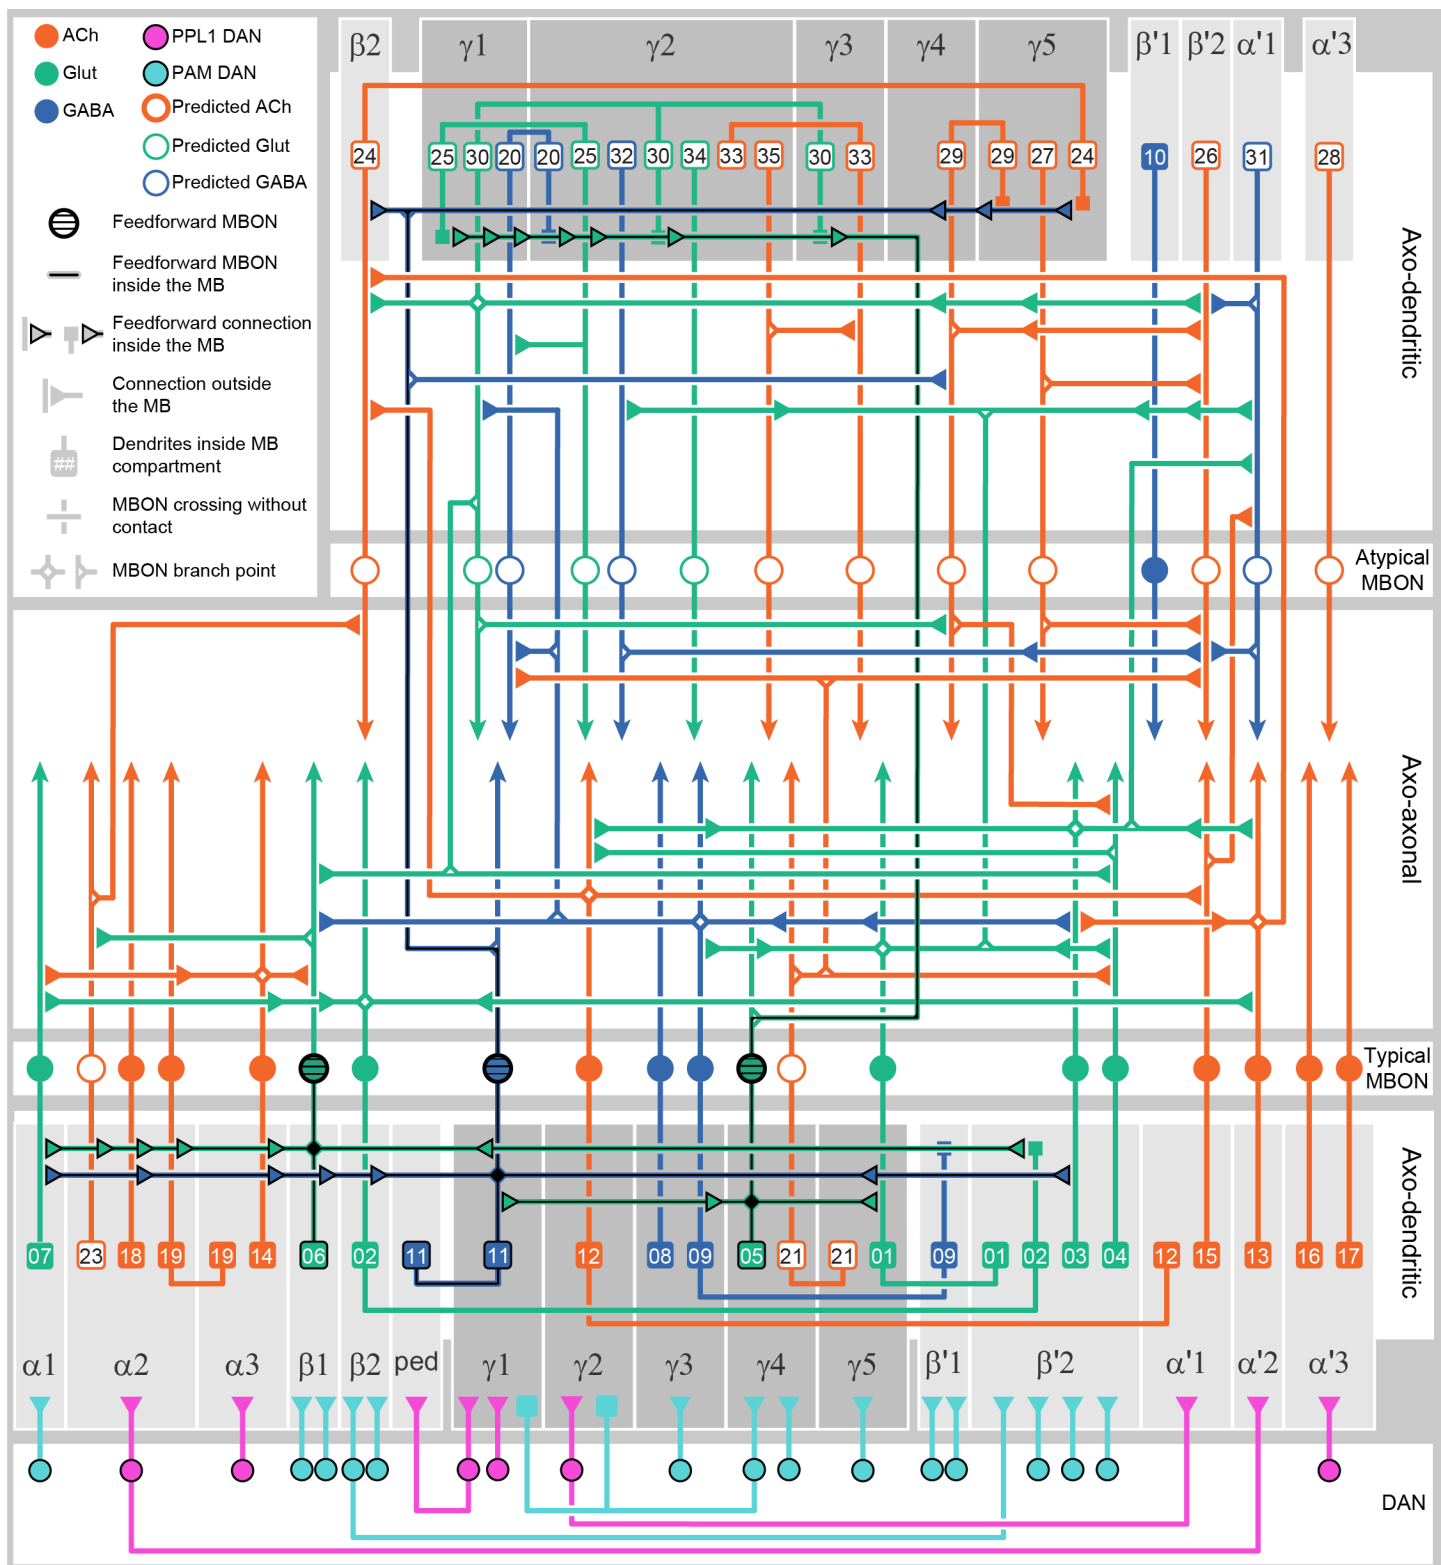 ACh
PPL1 DAN
Glut
PAM DAN
GABA
Predicted ACh
Predicted Glut
Predicted GABA
Feedforward MBON
Feedforward MBON
inside the MB
Feedforward connection
inside the MB
Connection outside
the MB
##
Dendrites inside MB
compartment
MBON crossing without
contact
MBON branch point
β2 γ1 γ2 γ3 γ4 γ5 β'1 β'2 α'1 α'3
24 25 30 20 20 25 32 30 34 33 35 30 33 29 29 27 24 10 26 31 28
Axo-dendritic
Atypical
MBON
Axo-axonal
Typical
MBON
Axo-dendritic
07 23 18 19 19 14 06 02 11 11 12 08 09 05 21 21 01 09 01 02 03 04 12 15 13 16 17
α1 α2 α3 β1 β2 ped γ1 γ2 γ3 γ4 γ5 β'1 β'2 α'1 α'2 α'3
DAN